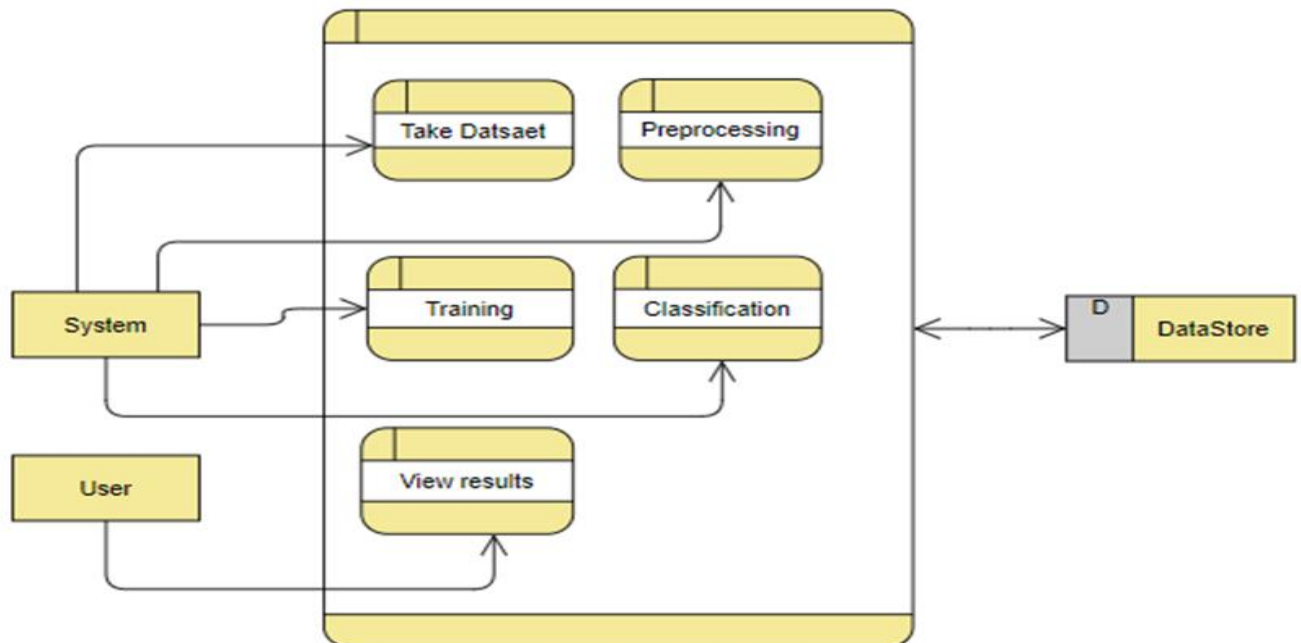 Take Datsaet
Preprocessing
System
Training
Classification
D
DataStore
User
View results